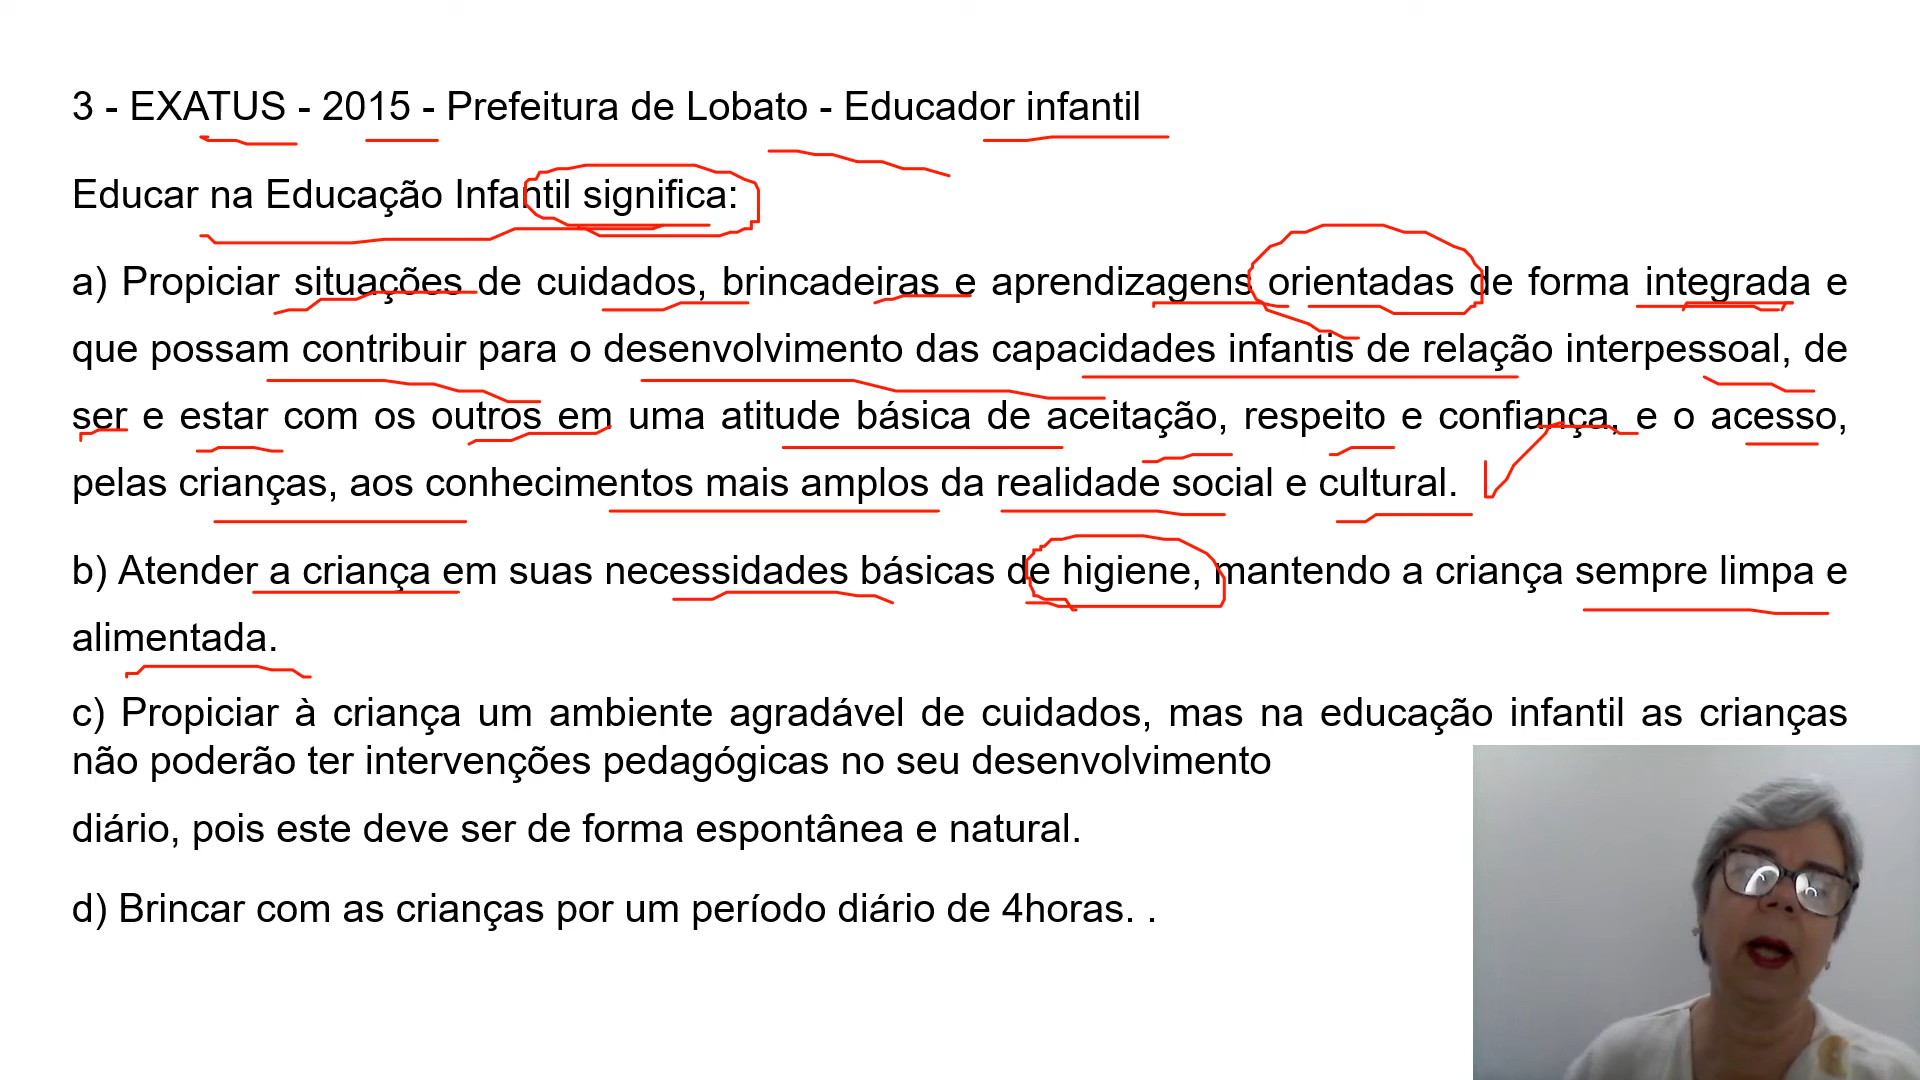 3 - EXATUS - 2015 - Prefeitura de Lobato - Educador infantil
Educar na Educação Infantil significa:
a) Propiciar situações de cuidados, brincadeiras e aprendizagens orientadas de forma integrada e
que possam contribuir para o desenvolvimento das capacidades infantis de relação interpessoal, de
ser e estar com os outros em uma atitude básica de aceitação, respeito e confiança, e o acesso,
pelas crianças, aos conhecimentos mais amplos da realidade social e cultural.
b) Atender a criança em suas necessidades básicas de higiene, mantendo a criança sempre limpa e
alimentada.
c) Propiciar à criança um ambiente agradável de cuidados, mas na educação infantil as crianças
não poderão ter intervenções pedagógicas no seu desenvolvimento
diário, pois este deve ser de forma espontânea e natural.
d) Brincar com as crianças por um período diário de 4horas. .